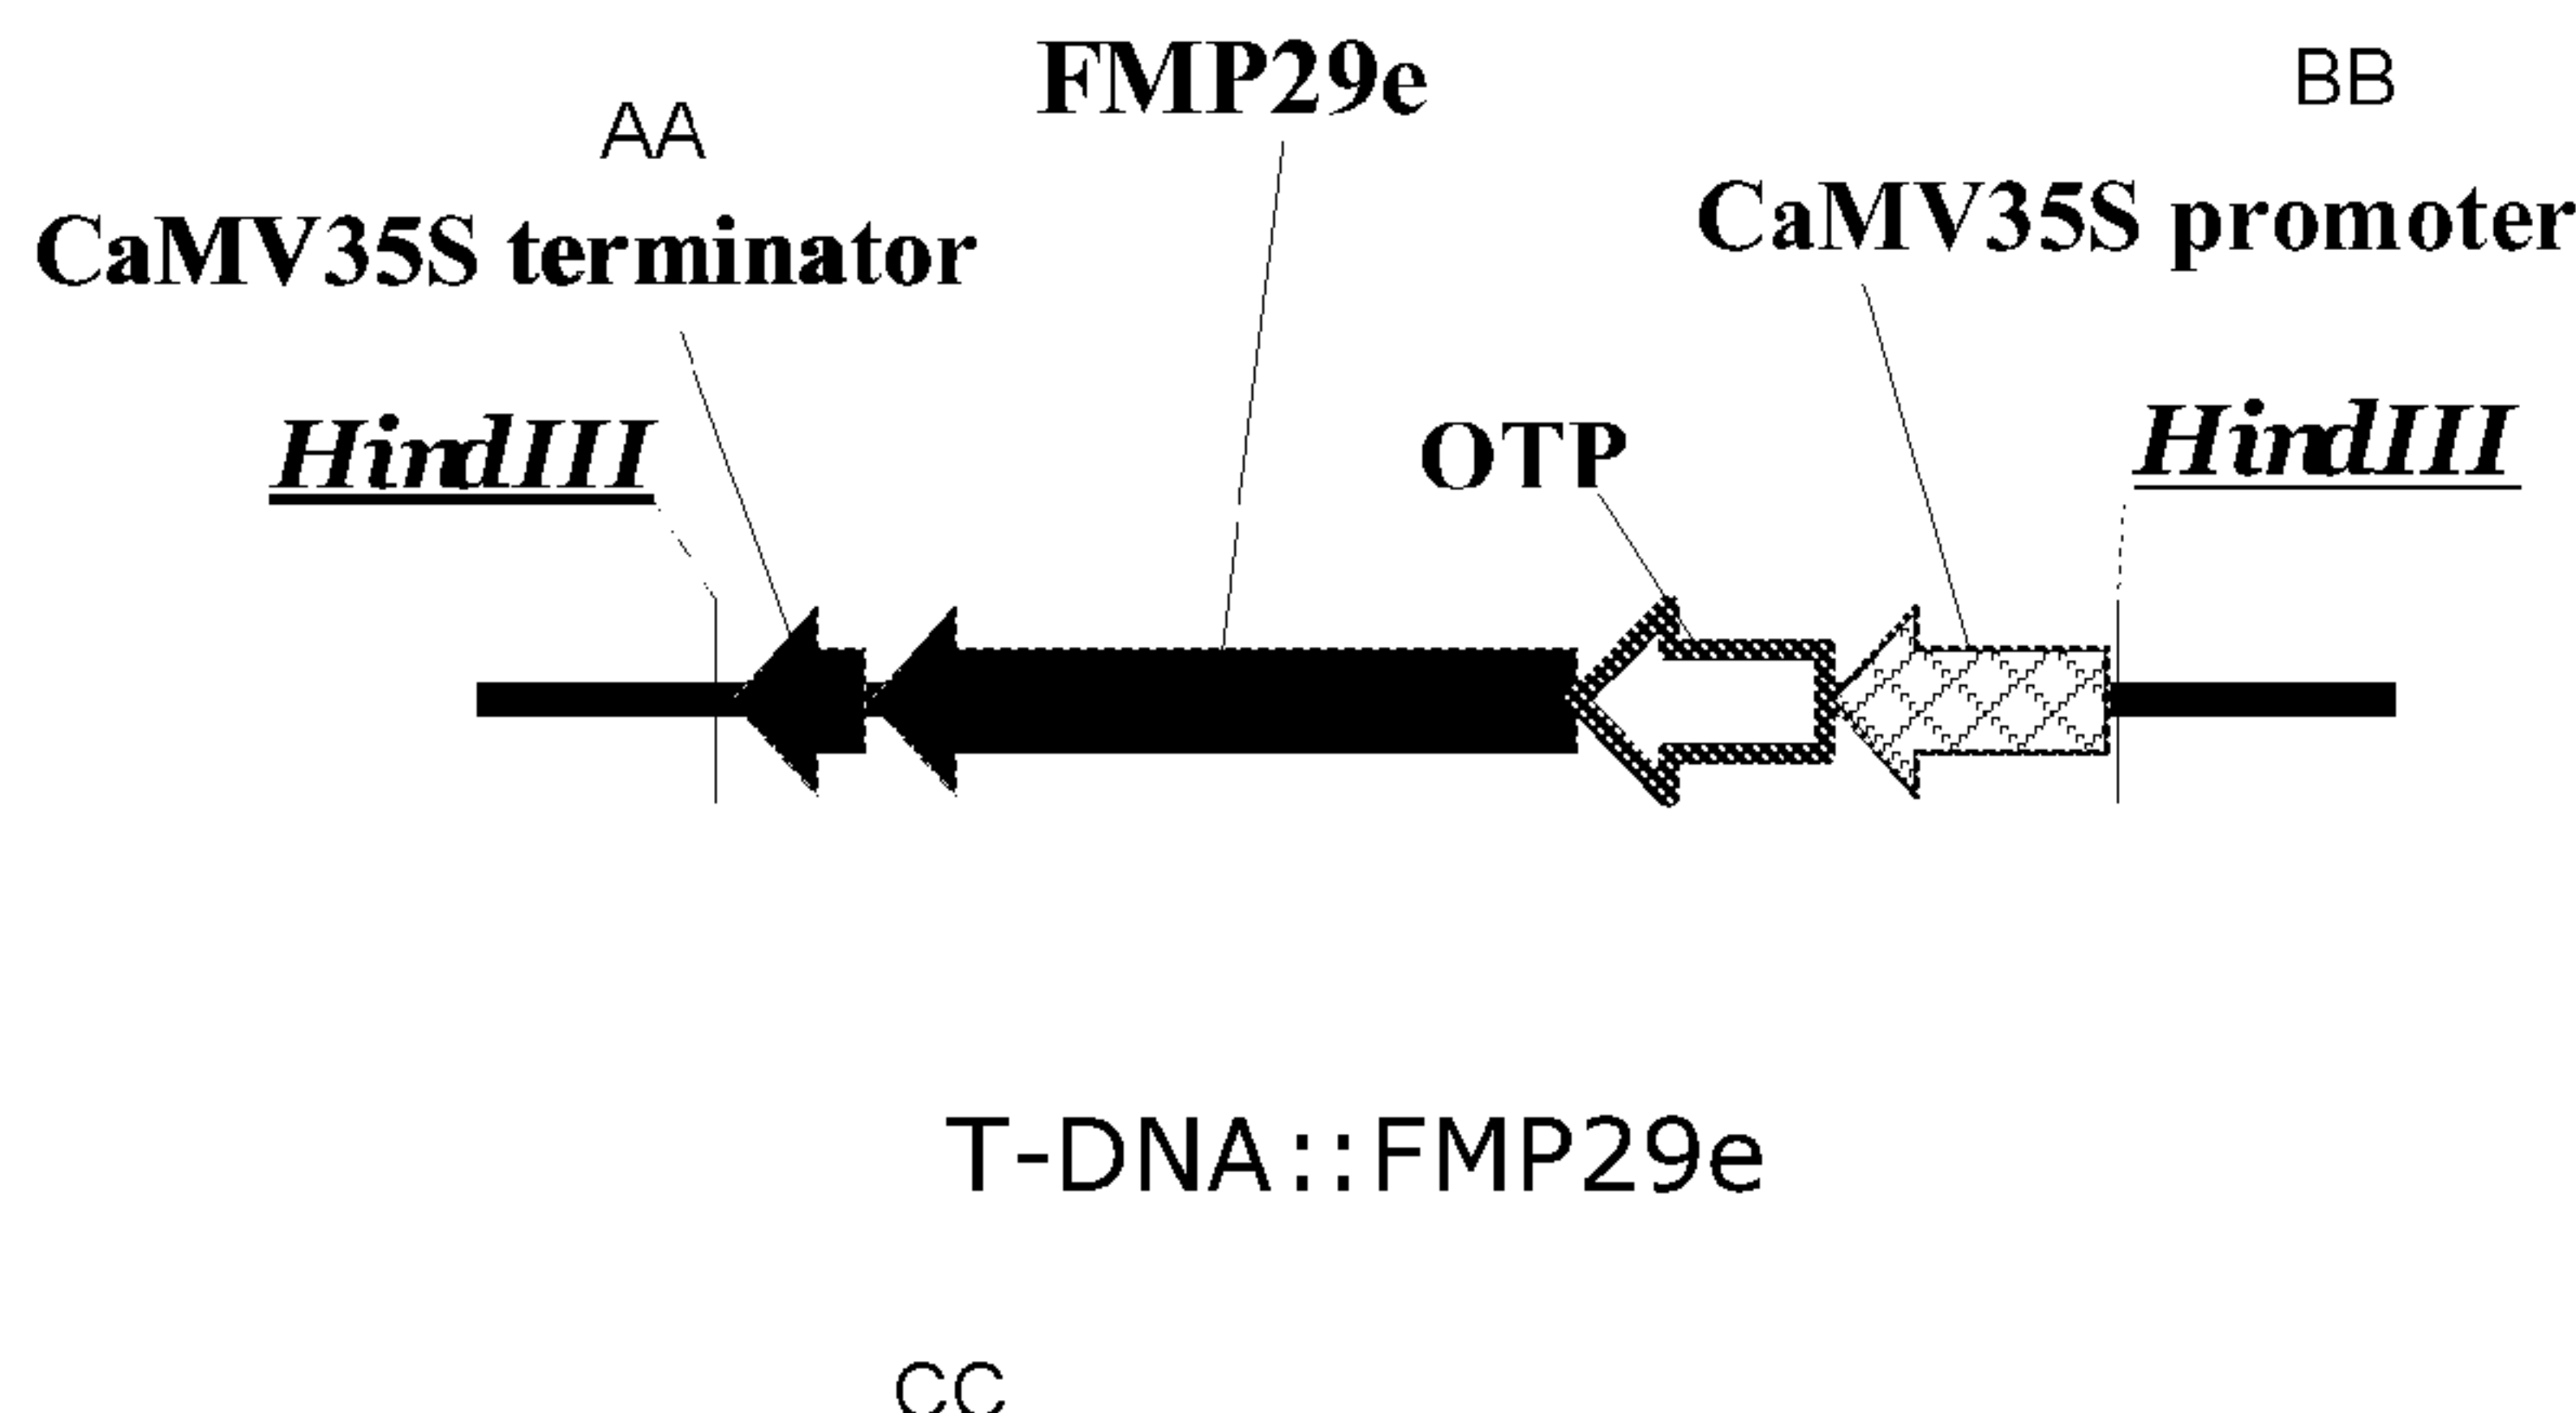 FMP29e
BB
AA
CaMV35S promoter
CaMV35S terminator
HindIII
OTP
HindIII
T-DNA::FMP29e
CC